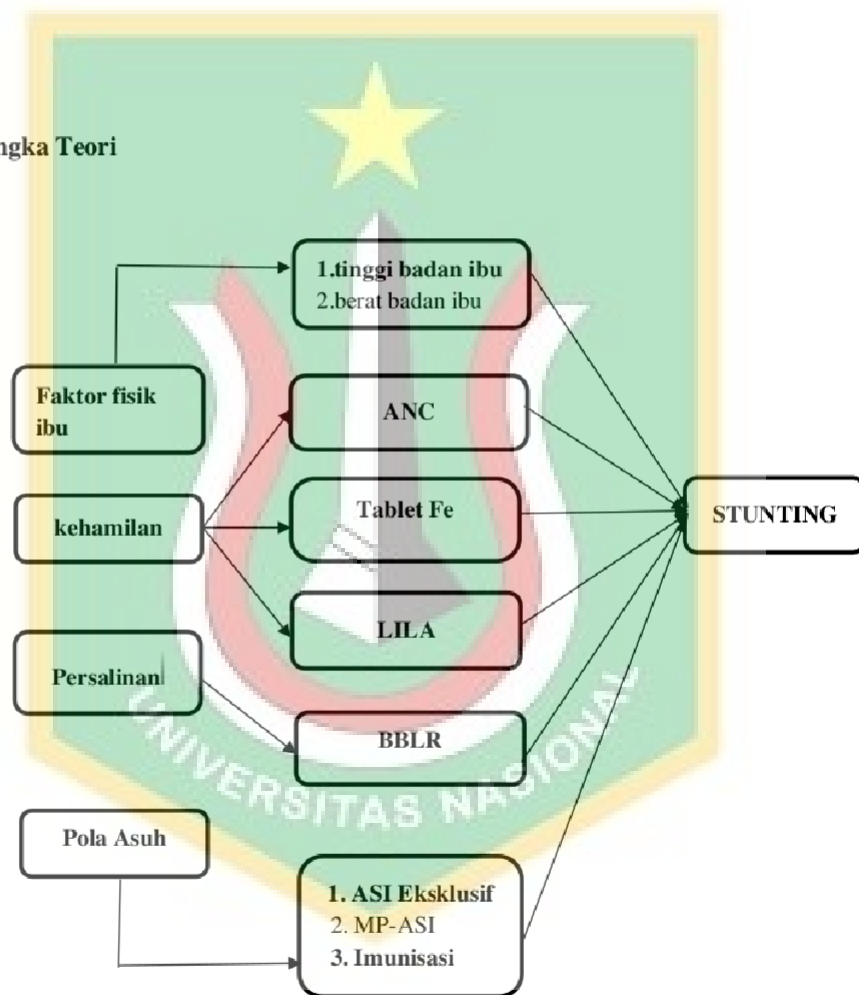 ngka Teori
1.tinggi badan ibu
2.berat badan ibu
Faktor fisik
ibu
ANC
kehamilan
Tablet Fe
STUNTING
LILA
Persalinan
BBLR
UNIVERSITAS NASIONAL
Pola Asuh
1. ASI Eksklusif
2. MP-ASI
3. Imunisasi